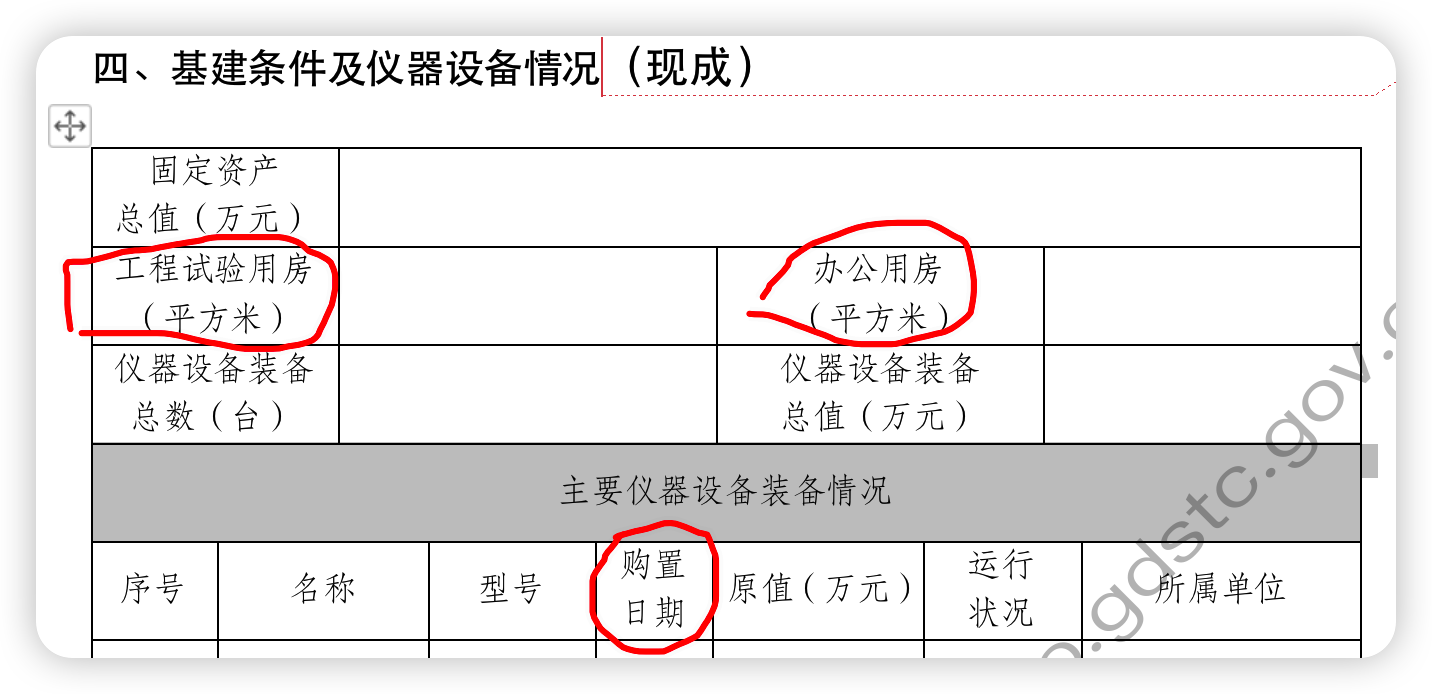 四、基建条件及仪器设备情况（现成）
固定资产
总值（万元）
工程试验用房
（平方米）
办公用房
（平方米）
仪器设备装备
总数（台）
仪器设备装备
总值（万元）
主要仪器设备装备情况
序号
名称
型号
购置
日期
原值（万元）
运行
状况
所属单位
.gdstc.gov.